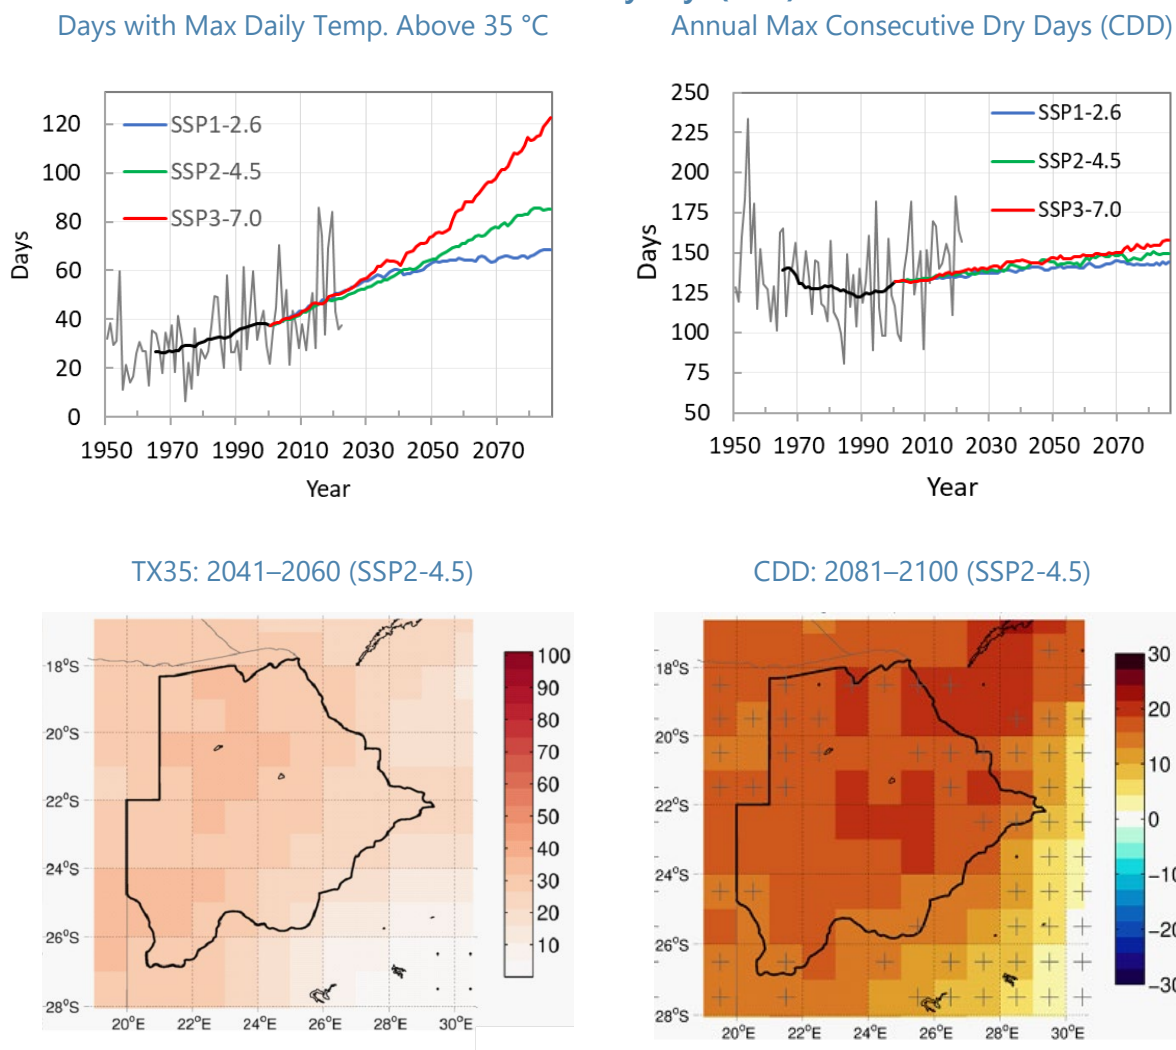 Days with Max Daily Temp. Above 35 °C
120
100
80
60
40
20
0
Days
SSP1-2.6
SSP2-4.5
SSP3-7.0
1950 1970 1990 2010 2030 2050 2070
Year
Annual Max Consecutive Dry Days (CDD)
250
225
200
175
150
125
100
75
50
Days
SSP1-2.6
SSP2-4.5
SSP3-7.0
1950 1970 1990 2010 2030 2050 2070
Year
TX35: 2041–2060 (SSP2-4.5)
18°S
20°S
22°S
24°S
26°S
28°S
20°E 22°E 24°E 26°E 28°E 30°E
100
90
80
70
60
50
40
30
20
10
CDD: 2081–2100 (SSP2-4.5)
18°S
20°S
22°S
24°S
26°S
28°S
20°E 22°E 24°E 26°E 28°E 30°E
30
20
10
0
−10
−20
−30